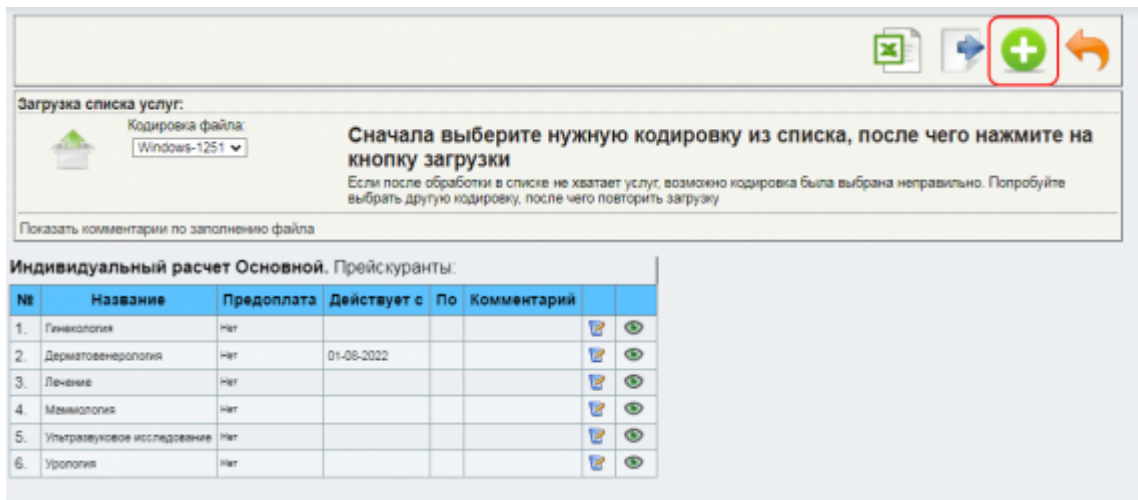 Загрузка списка услуг:
Кодировка файла:
Windows-1251
Сначала выберите нужную кодировку из списка, после чего нажмите на
кнопку загрузки
Если после обработки в списке не хватает услуг, возможно кодировка была выбрана неправильно. Попробуйте
выбрать другую кодировку, после чего повторить загрузку
Показать комментарии по заполнению файла
Индивидуальный расчет Основной. Прейскуранты:
№ Название Предоплата Действует с По Комментарий
1. Гинекология Нет
2. Дерматовенерология Нет 01-08-2022
3. Лечение Нет
4. Маммология Нет
5. Ультразвуковое исследование Нет
6. Урология Нет